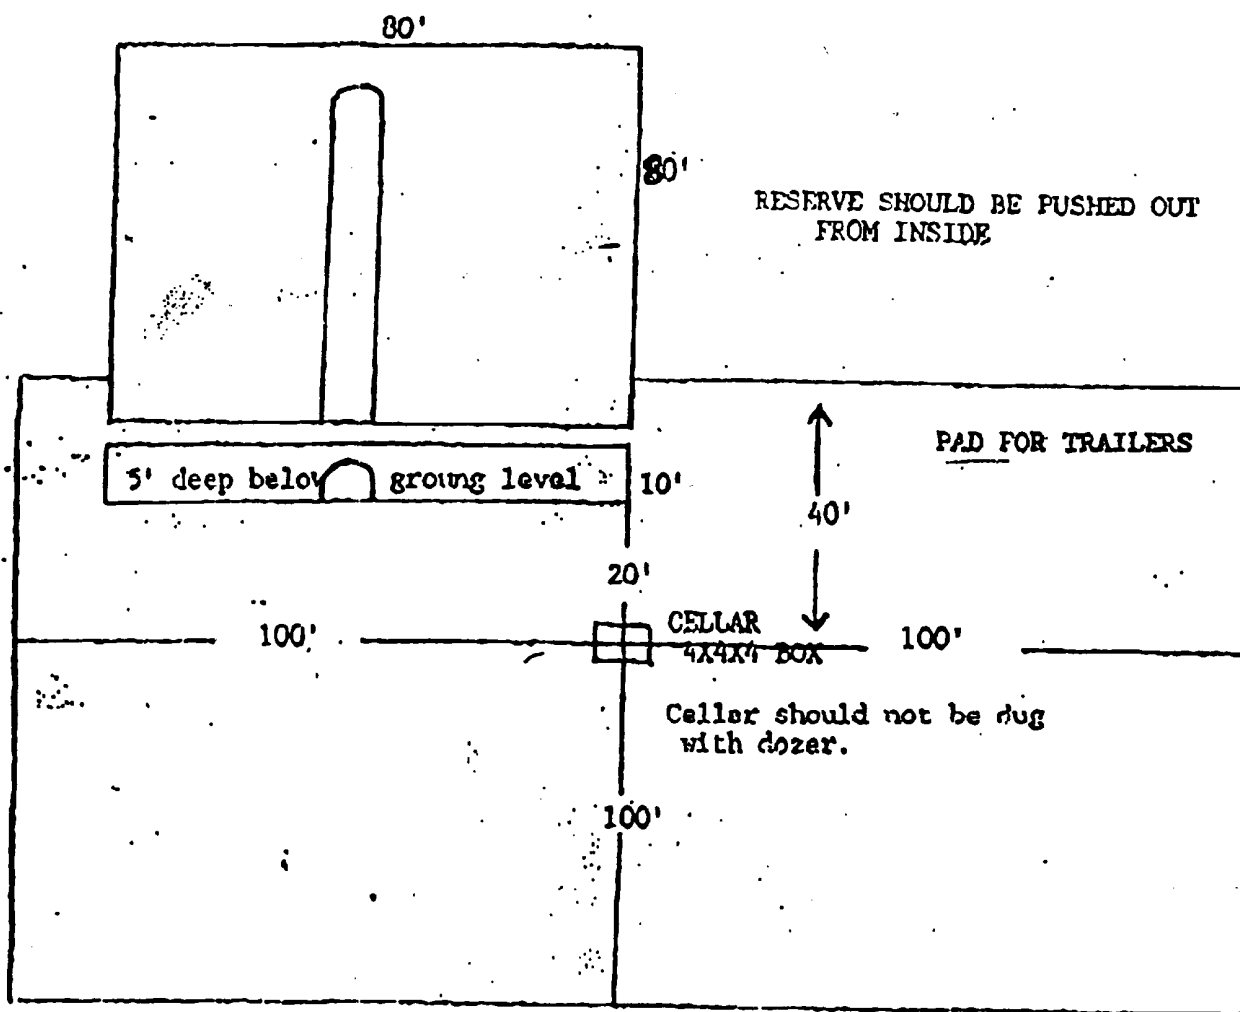 80'
80'
RESERVE SHOULD BE PUSHED OUT
FROM INSIDE
PAD FOR TRAILERS
5' deep below groung level
10'
40'
20'
CELLAR
4X4X4 BOX
100'
100'
Cellar should not be dug
with dozer.
100'